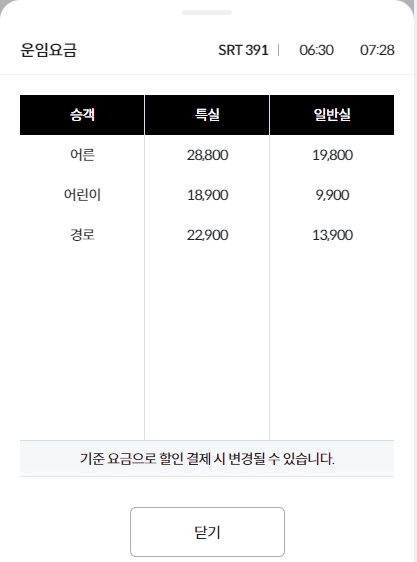 운임요금 SRT 391 | 06:30 07:28
승객 특실 일반실
어른 28,800 19,800
어린이 18,900 9,900
경로 22,900 13,900
기준 요금으로 할인 결제 시 변경될 수 있습니다.
닫기